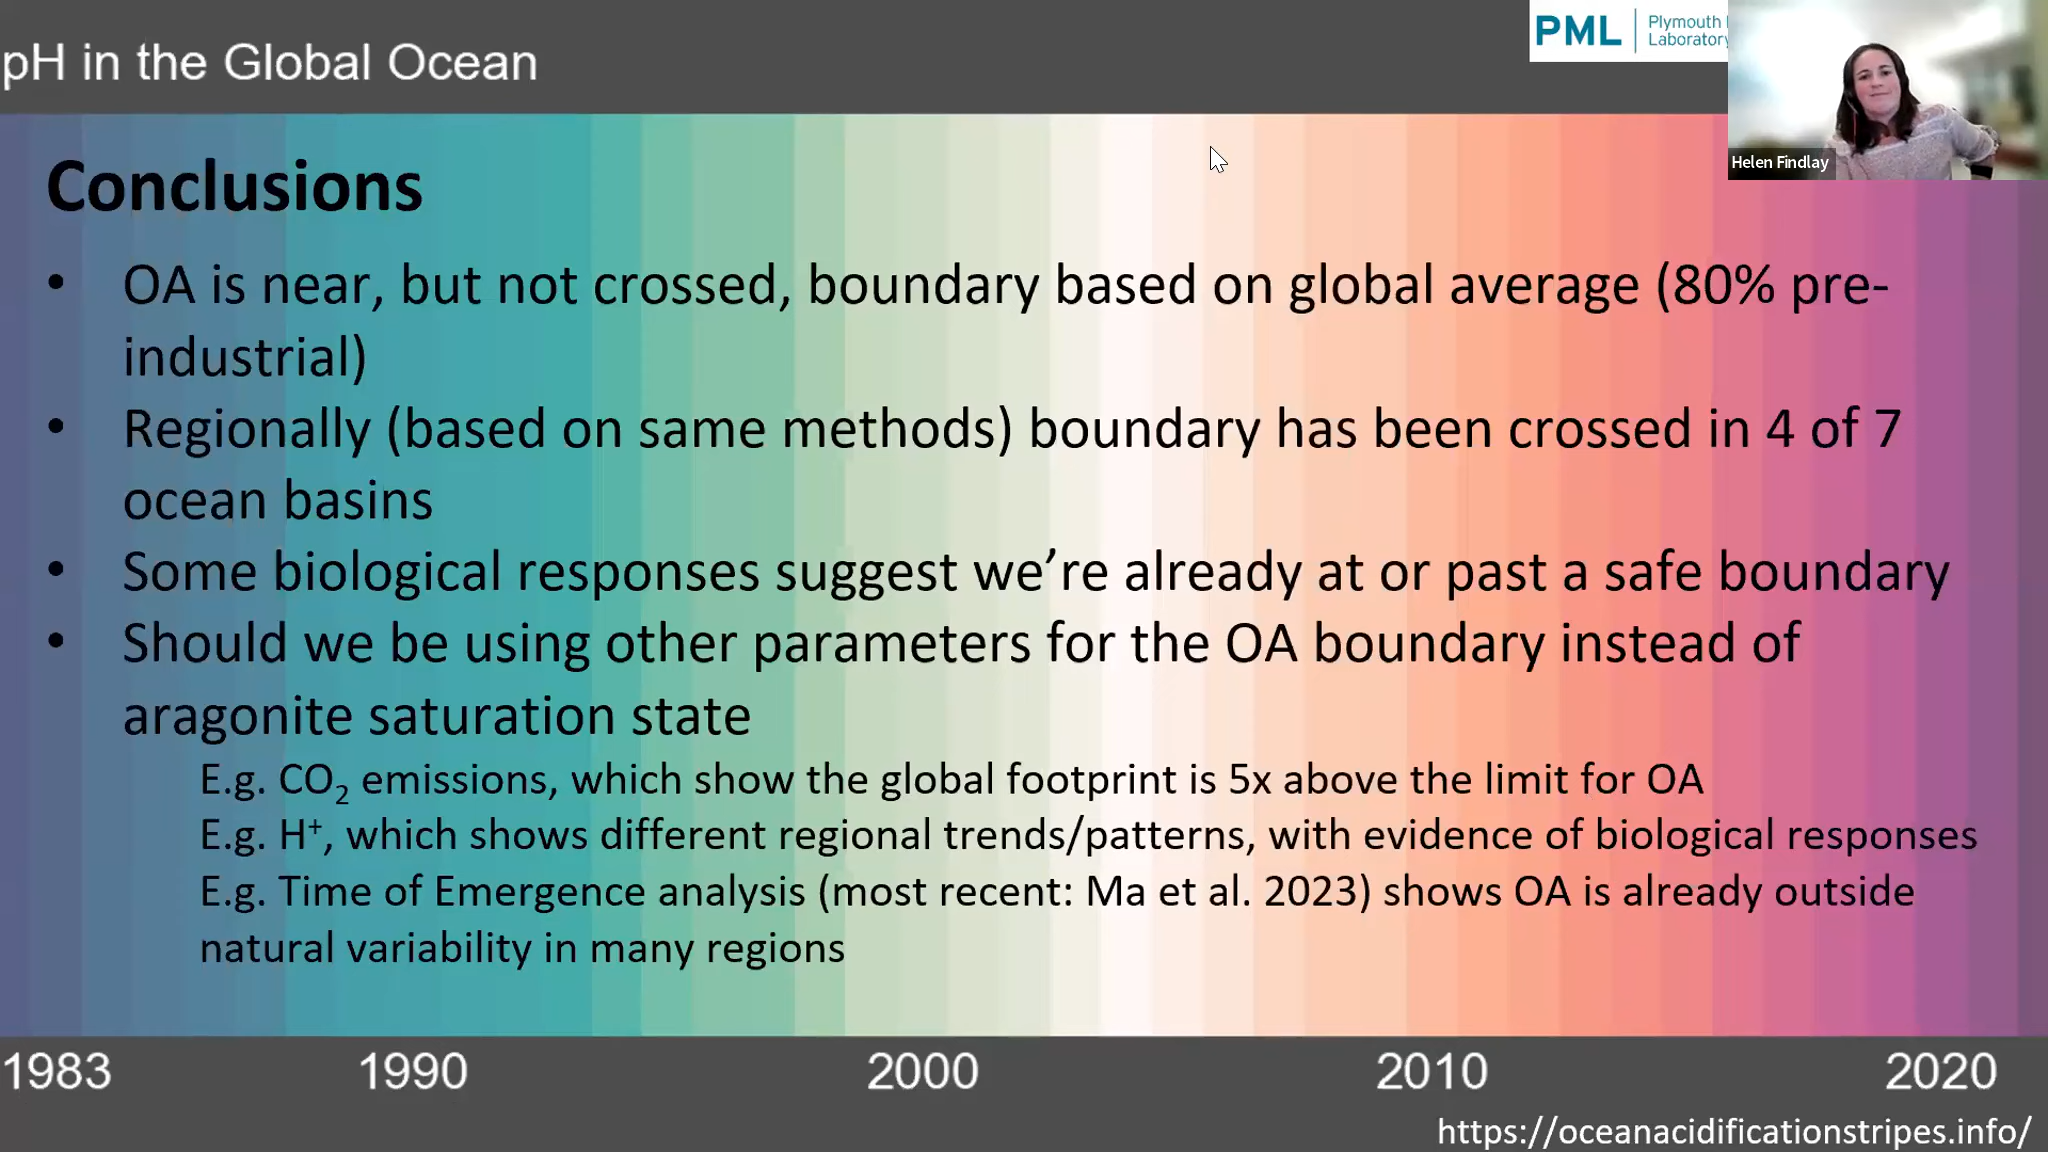 pH in the Global Ocean
PML
Plymouth
Laboratory
Helen Findlay
Conclusions
• OA is near, but not crossed, boundary based on global average (80% pre-
industrial)
• Regionally (based on same methods) boundary has been crossed in 4 of 7
ocean basins
• Some biological responses suggest we’re already at or past a safe boundary
• Should we be using other parameters for the OA boundary instead of
aragonite saturation state
E.g. CO₂ emissions, which show the global footprint is 5x above the limit for OA
E.g. H⁺, which shows different regional trends/patterns, with evidence of biological responses
E.g. Time of Emergence analysis (most recent: Ma et al. 2023) shows OA is already outside
natural variability in many regions
1983 1990 2000 2010 2020
https://oceanacidificationstripes.info/